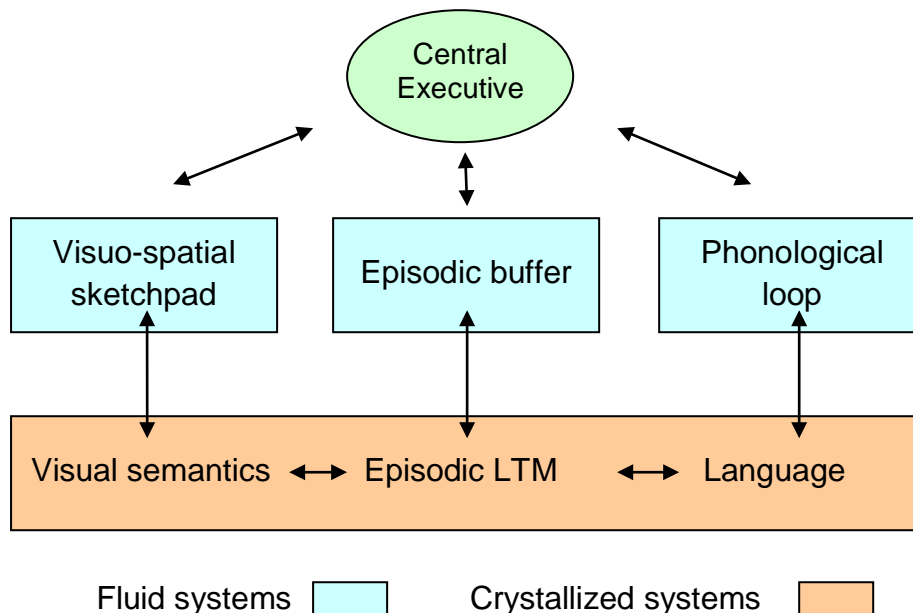 Central
Executive
Visuo-spatial
sketchpad
Episodic buffer
Phonological
loop
Visual semantics
Episodic LTM
Language
Fluid systems
Crystallized systems